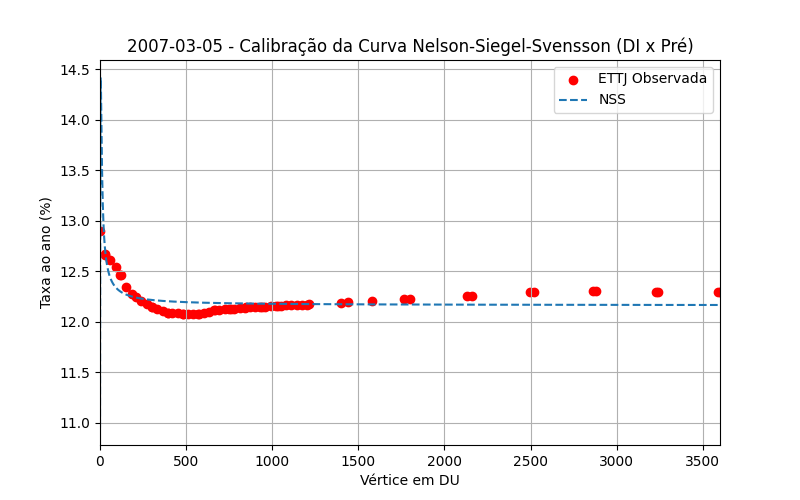 2007-03-05 - Calibração da Curva Nelson-Siegel-Svensson (DI x Pré)
ETTJ Observada
NSS
Taxa ao ano (%)
14.5
14.0
13.5
13.0
12.5
12.0
11.5
11.0
0 500 1000 1500 2000 2500 3000 3500
Vértice em DU